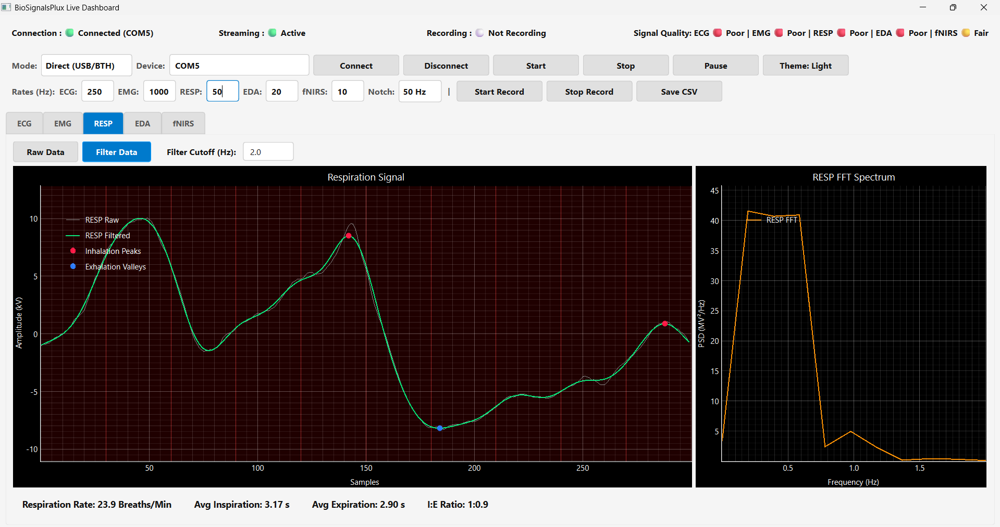 BioSignalsPlux Live Dashboard
Connection : Connected (COM5) Streaming : Active Recording : Not Recording Signal Quality: ECG Poor | EMG Poor | RESP Poor | EDA Poor | fNIRS Fair
Mode: Direct (USB/BTH) Device: COM5 Connect Disconnect Start Stop Pause Theme: Light
Rates (Hz): ECG: 250 EMG: 1000 RESP: 50 EDA: 20 fNIRS: 10 Notch: 50 Hz | Start Record Stop Record Save CSV
ECG EMG RESP EDA fNIRS
Raw Data Filter Data Filter Cutoff (Hz): 2.0
Respiration Signal
RESP Raw
RESP Filtered
Inhalation Peaks
Exhalation Valleys
10
5
0
-5
-10
Amplitude (kV)
50 100 150 200 250
Samples
RESP FFT Spectrum
RESP FFT
45
40
35
30
25
20
15
10
5
PSD (MV²/Hz)
0.5 1.0 1.5
Frequency (Hz)
Respiration Rate: 23.9 Breaths/Min Avg Inspiration: 3.17 s Avg Expiration: 2.90 s I:E Ratio: 1:0.9